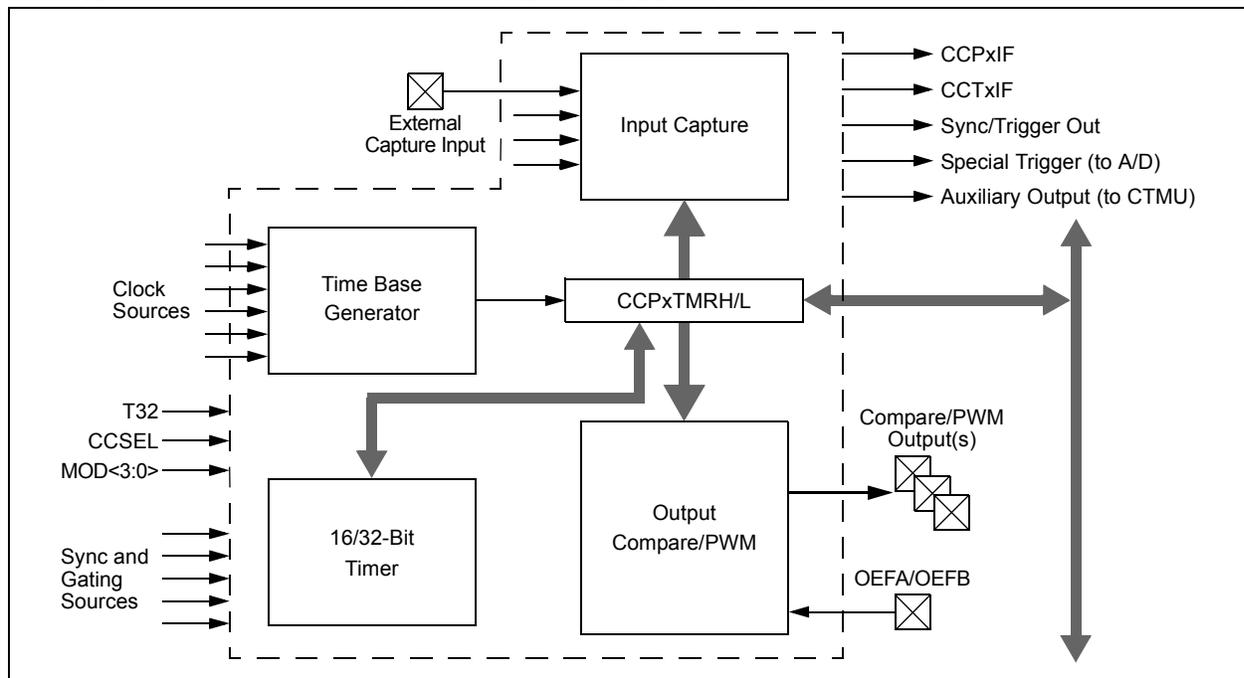 CCPxIF
CCTxIF
Sync/Trigger Out
Special Trigger (to A/D)
Auxiliary Output (to CTMU)
External
Capture Input
Input Capture
Clock
Sources
Time Base
Generator
CCPxTMRH/L
T32
CCSEL
MOD<3:0>
Sync and
Gating
Sources
16/32-Bit
Timer
Output
Compare/PWM
Compare/PWM
Output(s)
OEFA/OEFB